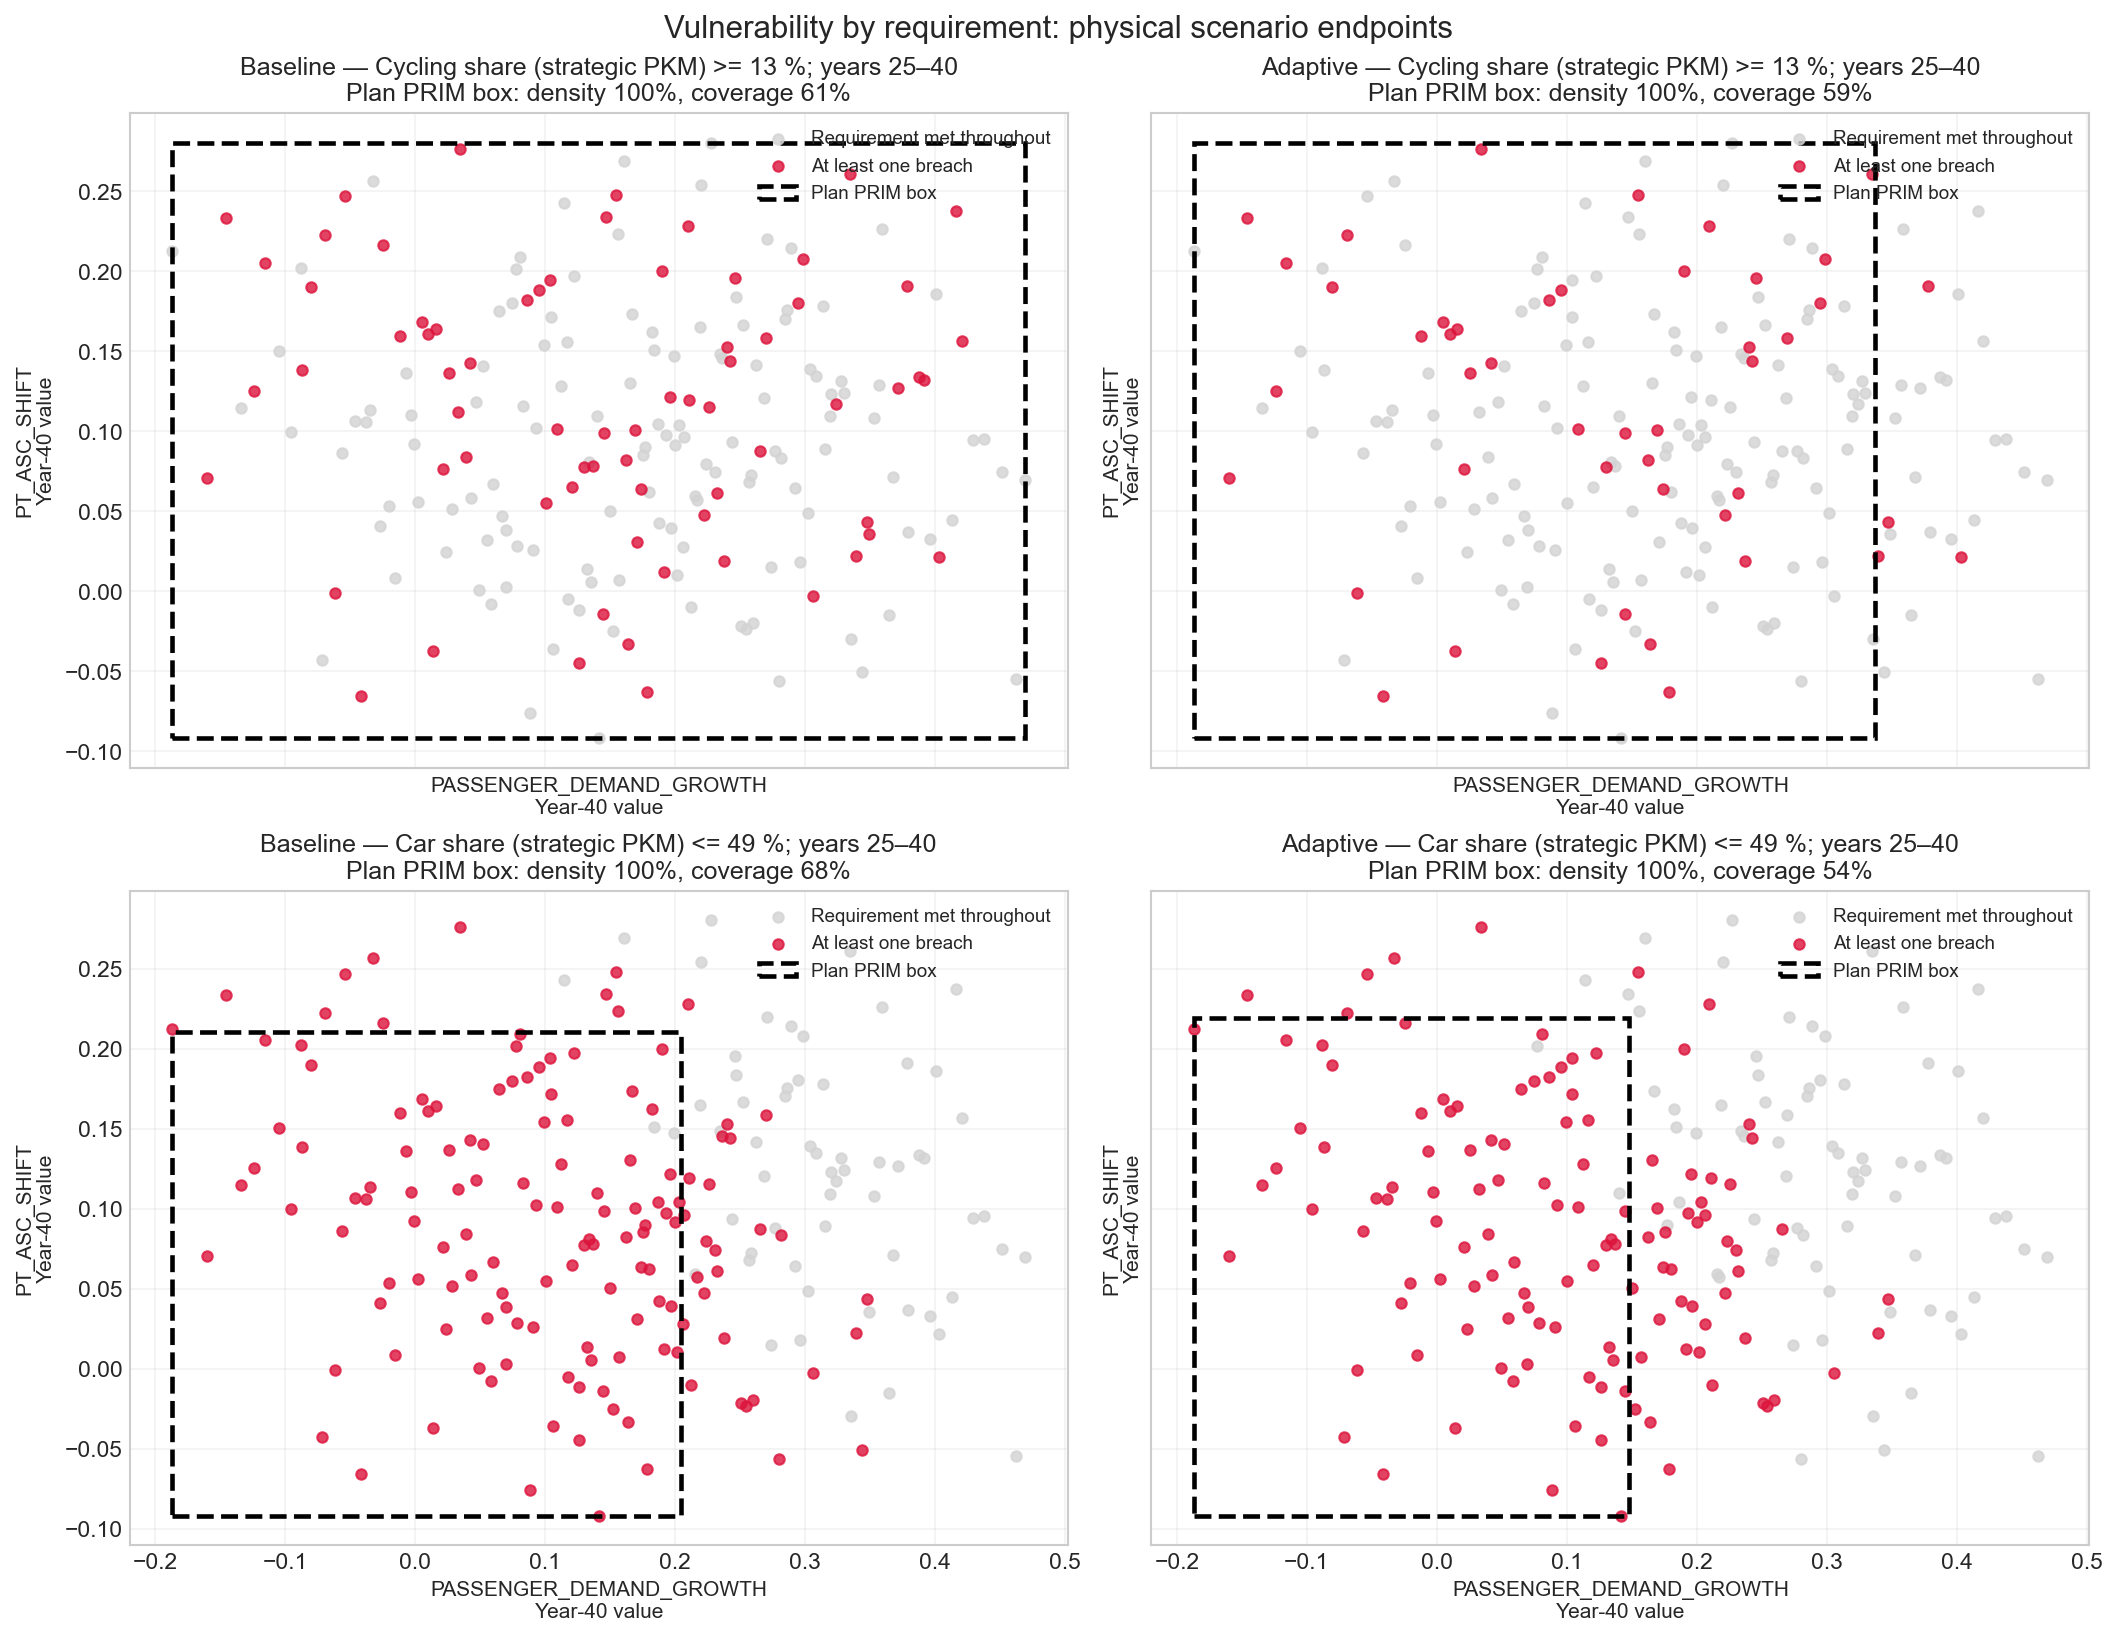 Vulnerability by requirement: physical scenario endpoints
Baseline — Cycling share (strategic PKM) >= 13 %; years 25–40
Plan PRIM box: density 100%, coverage 61%
Requirement met throughout
At least one breach
Plan PRIM box
0.25
0.20
0.15
0.10
0.05
0.00
−0.05
−0.10
PT_ASC_SHIFT
Year-40 value
PASSENGER_DEMAND_GROWTH
Year-40 value
Adaptive — Cycling share (strategic PKM) >= 13 %; years 25–40
Plan PRIM box: density 100%, coverage 59%
Requirement met throughout
At least one breach
Plan PRIM box
PT_ASC_SHIFT
Year-40 value
PASSENGER_DEMAND_GROWTH
Year-40 value
Baseline — Car share (strategic PKM) <= 49 %; years 25–40
Plan PRIM box: density 100%, coverage 68%
Requirement met throughout
At least one breach
Plan PRIM box
0.25
0.20
0.15
0.10
0.05
0.00
−0.05
−0.10
PT_ASC_SHIFT
Year-40 value
−0.2 −0.1 0.0 0.1 0.2 0.3 0.4 0.5
PASSENGER_DEMAND_GROWTH
Year-40 value
Adaptive — Car share (strategic PKM) <= 49 %; years 25–40
Plan PRIM box: density 100%, coverage 54%
Requirement met throughout
At least one breach
Plan PRIM box
PT_ASC_SHIFT
Year-40 value
−0.2 −0.1 0.0 0.1 0.2 0.3 0.4 0.5
PASSENGER_DEMAND_GROWTH
Year-40 value